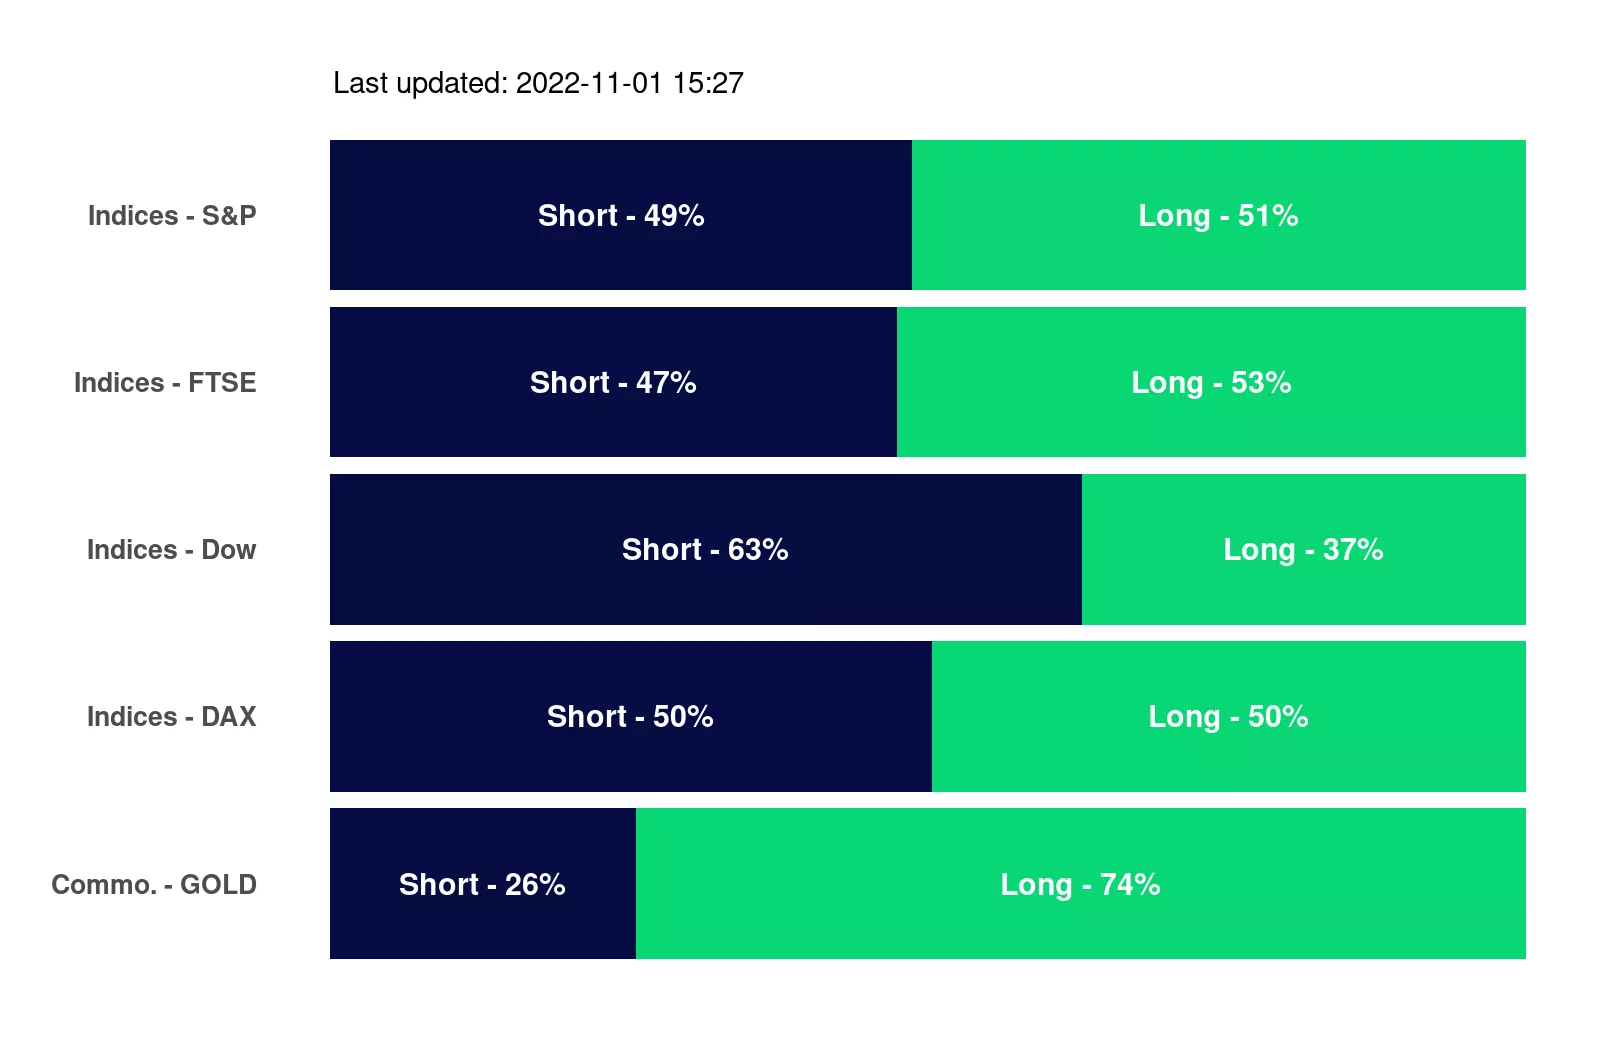 Last updated: 2022-11-01 15:27
Indices - S&P Short - 49% Long - 51%
Indices - FTSE Short - 47% Long - 53%
Indices - Dow Short - 63% Long - 37%
Indices - DAX Short - 50% Long - 50%
Commo. - GOLD Short - 26% Long - 74%